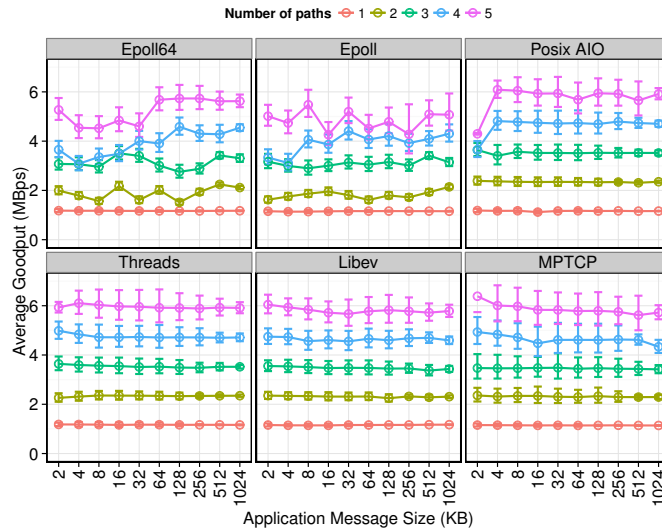 Number of paths 1 2 3 4 5
Epoll64 Epoll Posix AIO
6
4
2
0
Threads Libev MPTCP
6
4
2
0
Average Goodput (MBps)
2 4 8 16 32 64 128 256 512 1024 2 4 8 16 32 64 128 256 512 1024 2 4 8 16 32 64 128 256 512 1024
Application Message Size (KB)